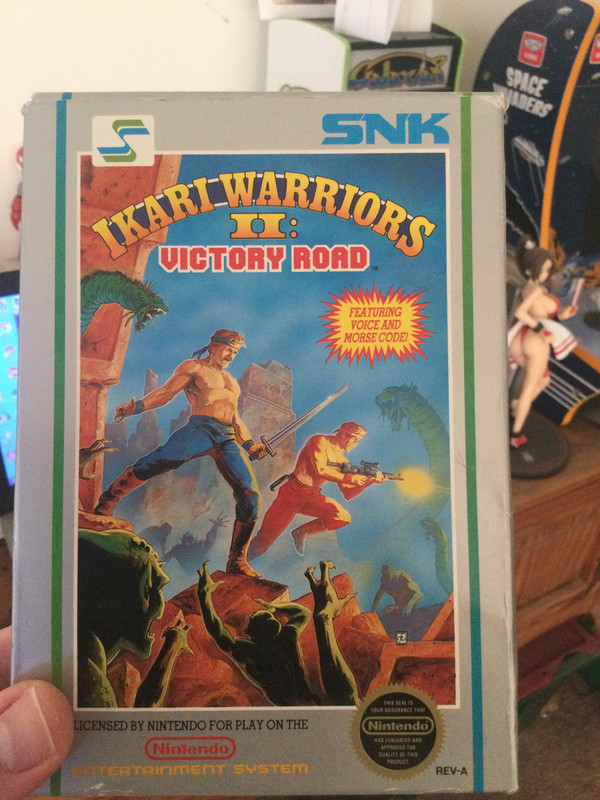 SPACE
SNK
IKARI WARRIORS
II:
VICTORY ROAD™
FEATURING
VOICE AND
MORSE CODE!
LICENSED BY NINTENDO FOR PLAY ON THE
Nintendo
ENTERTAINMENT SYSTEM
THIS SEAL IS
YOUR ASSURANCE THAT
Nintendo
HAS EVALUATED AND
APPROVED THE
QUALITY OF THIS
PRODUCT.
REV-A